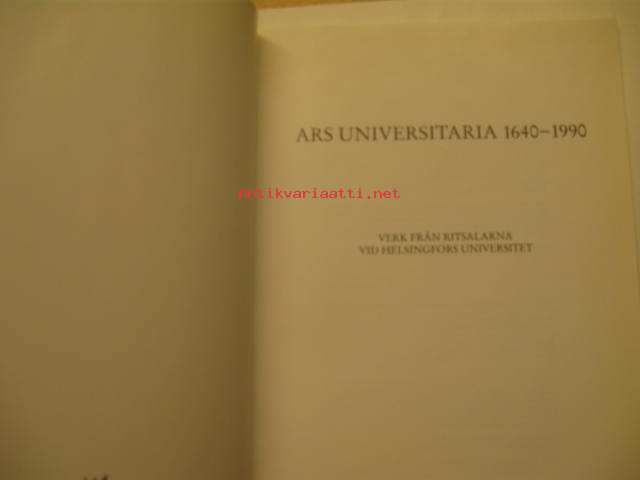 ARS UNIVERSITARIA 1640–1990
antikvariaatti.net
VERK FRÅN RITSALARNA
VID HELSINGFORS UNIVERSITET